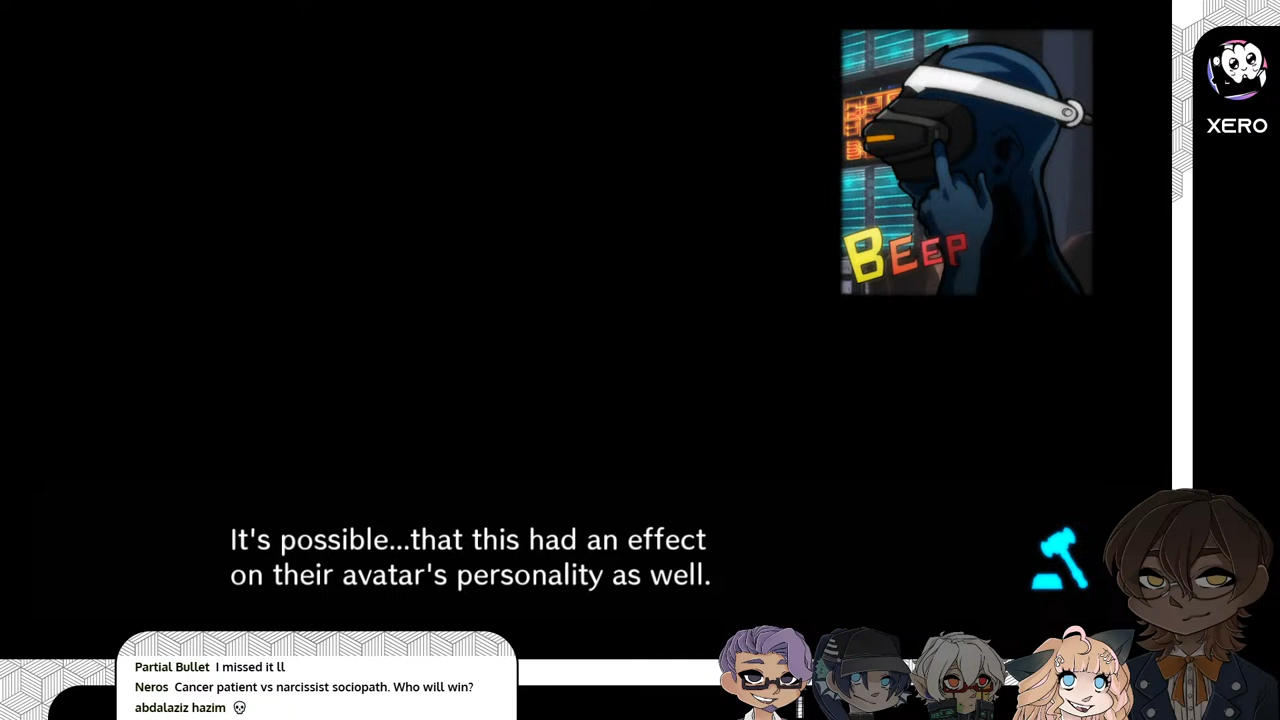 BEEP
XERO
It's possible...that this had an effect
on their avatar's personality as well.
Partial Bullet I missed it ll
Neros Cancer patient vs narcissist sociopath. Who will win?
abdalaziz hazim 💀